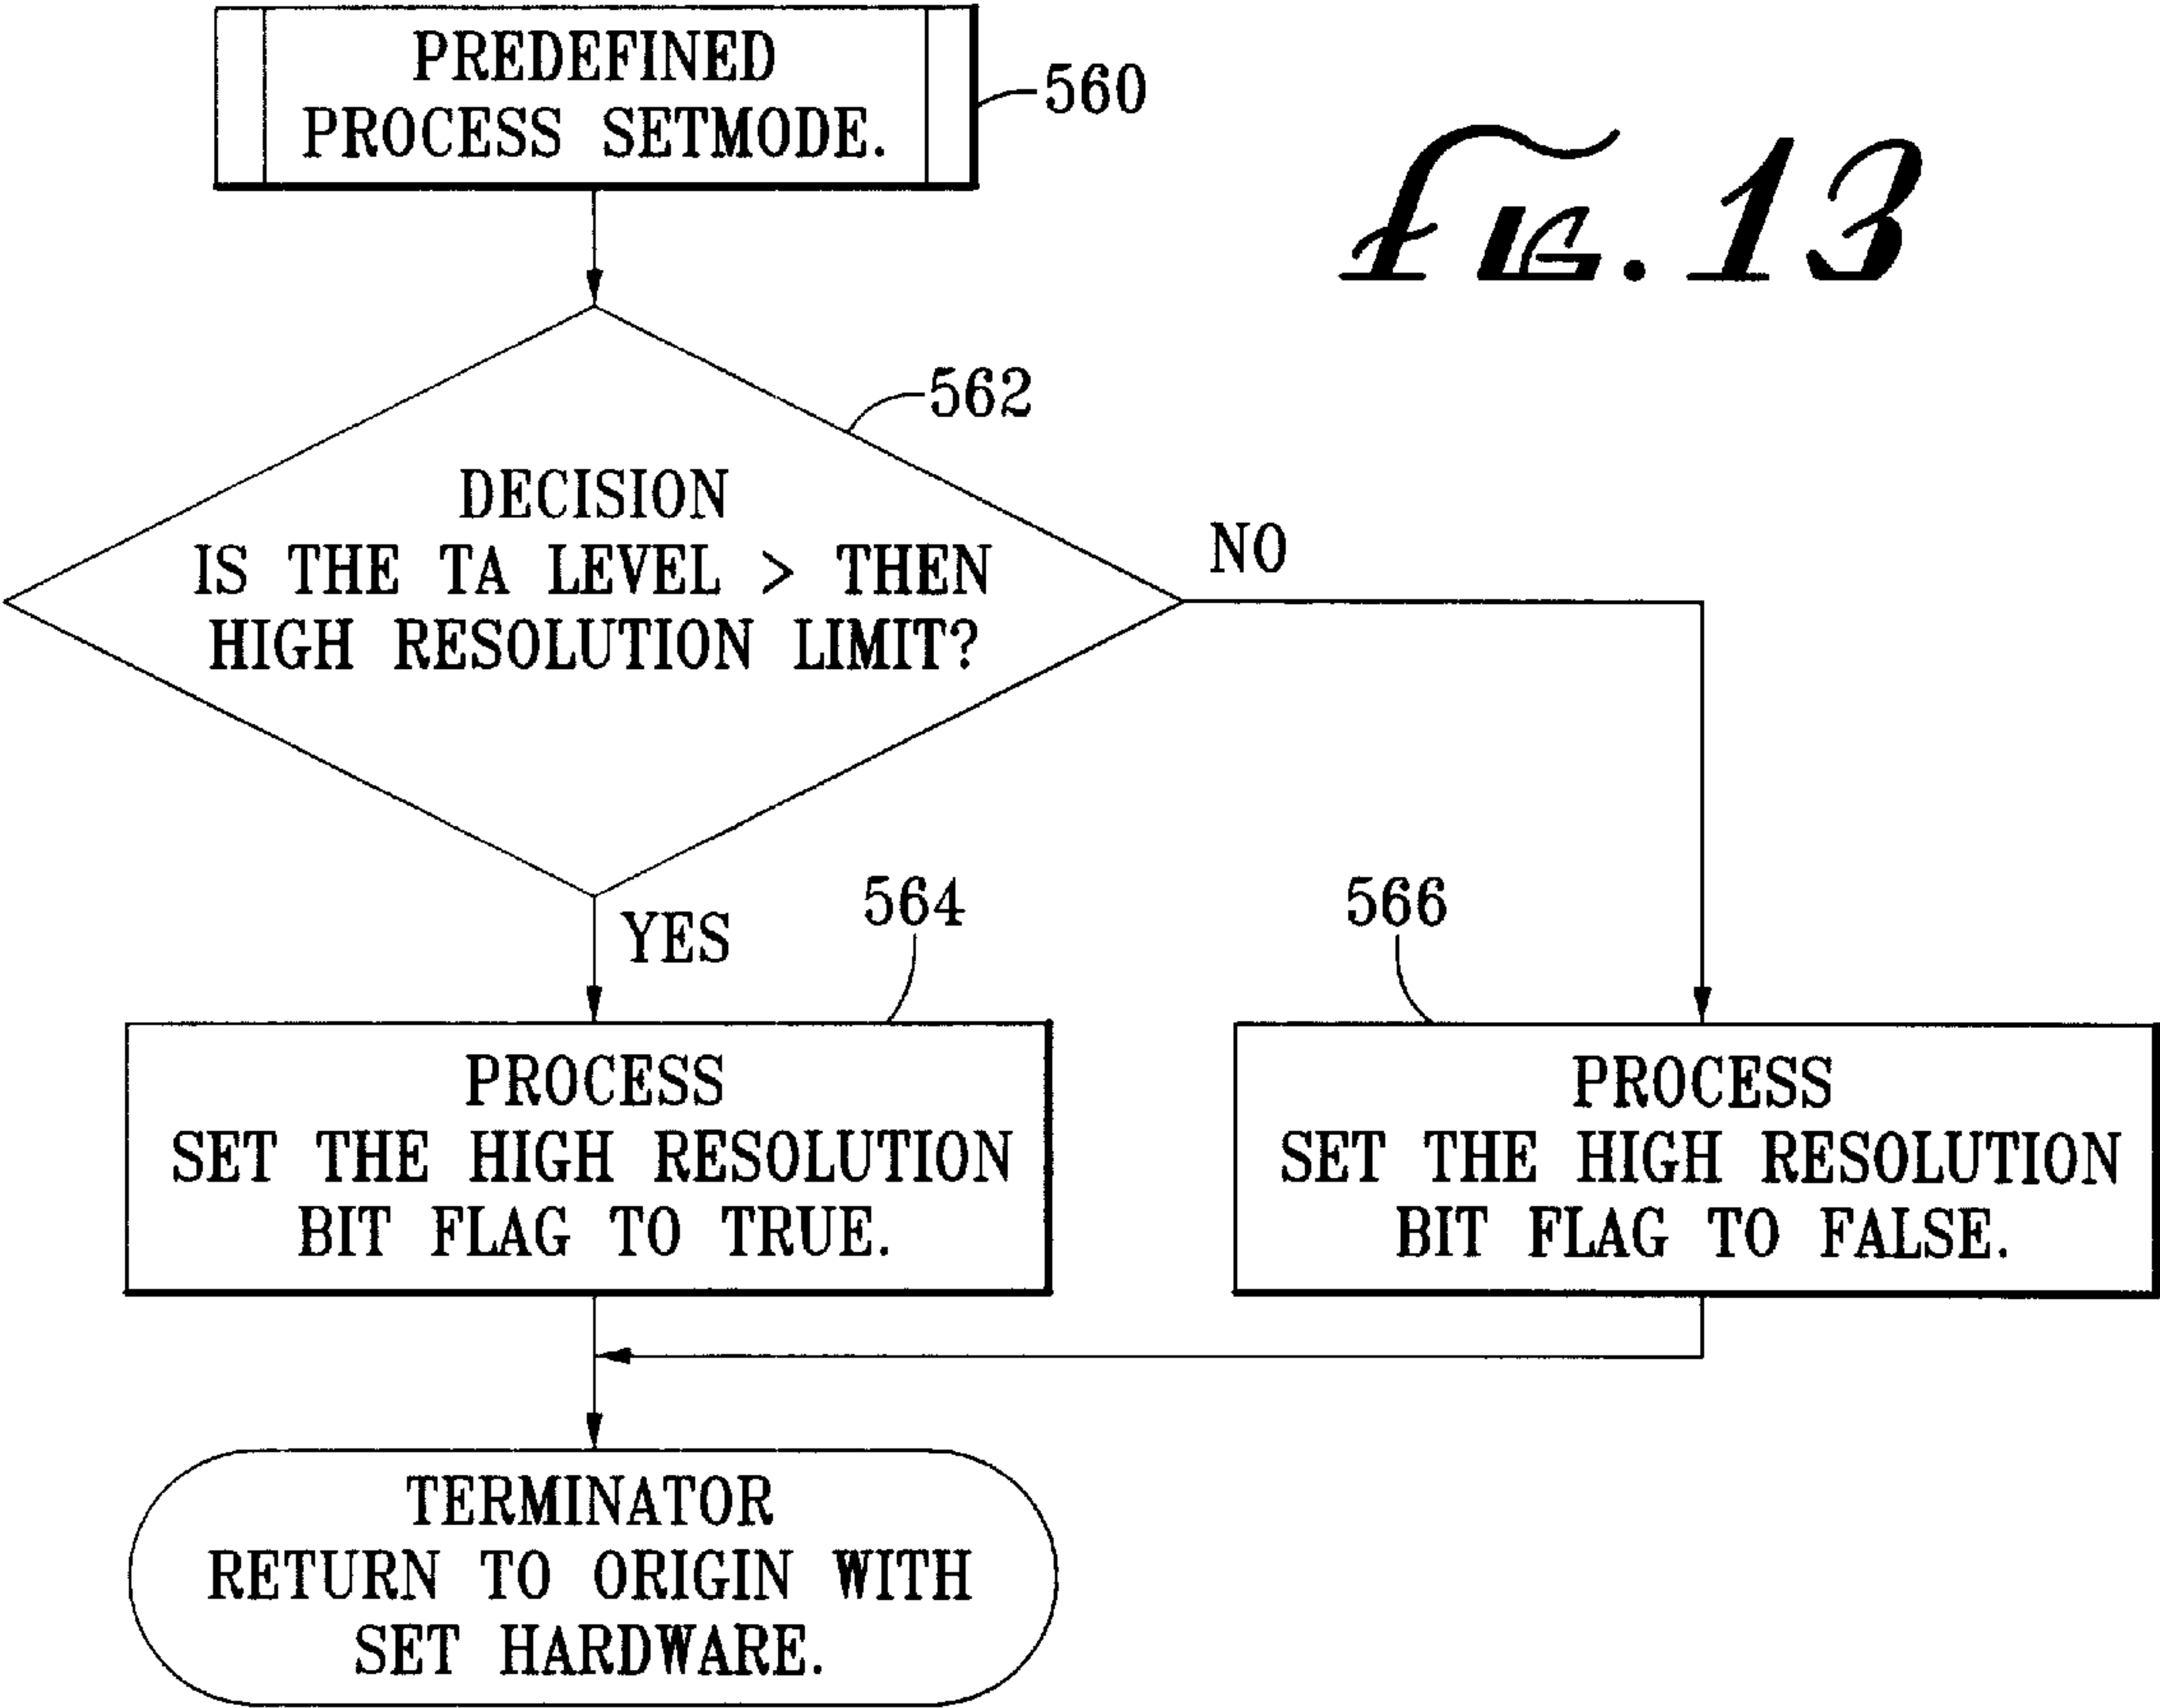 PREDEFINED
PROCESS SETMODE.
560
FIG. 13
562
DECISION
IS THE TA LEVEL > THEN
HIGH RESOLUTION LIMIT?
NO
YES
564
566
PROCESS
SET THE HIGH RESOLUTION
BIT FLAG TO TRUE.
PROCESS
SET THE HIGH RESOLUTION
BIT FLAG TO FALSE.
TERMINATOR
RETURN TO ORIGIN WITH
SET HARDWARE.